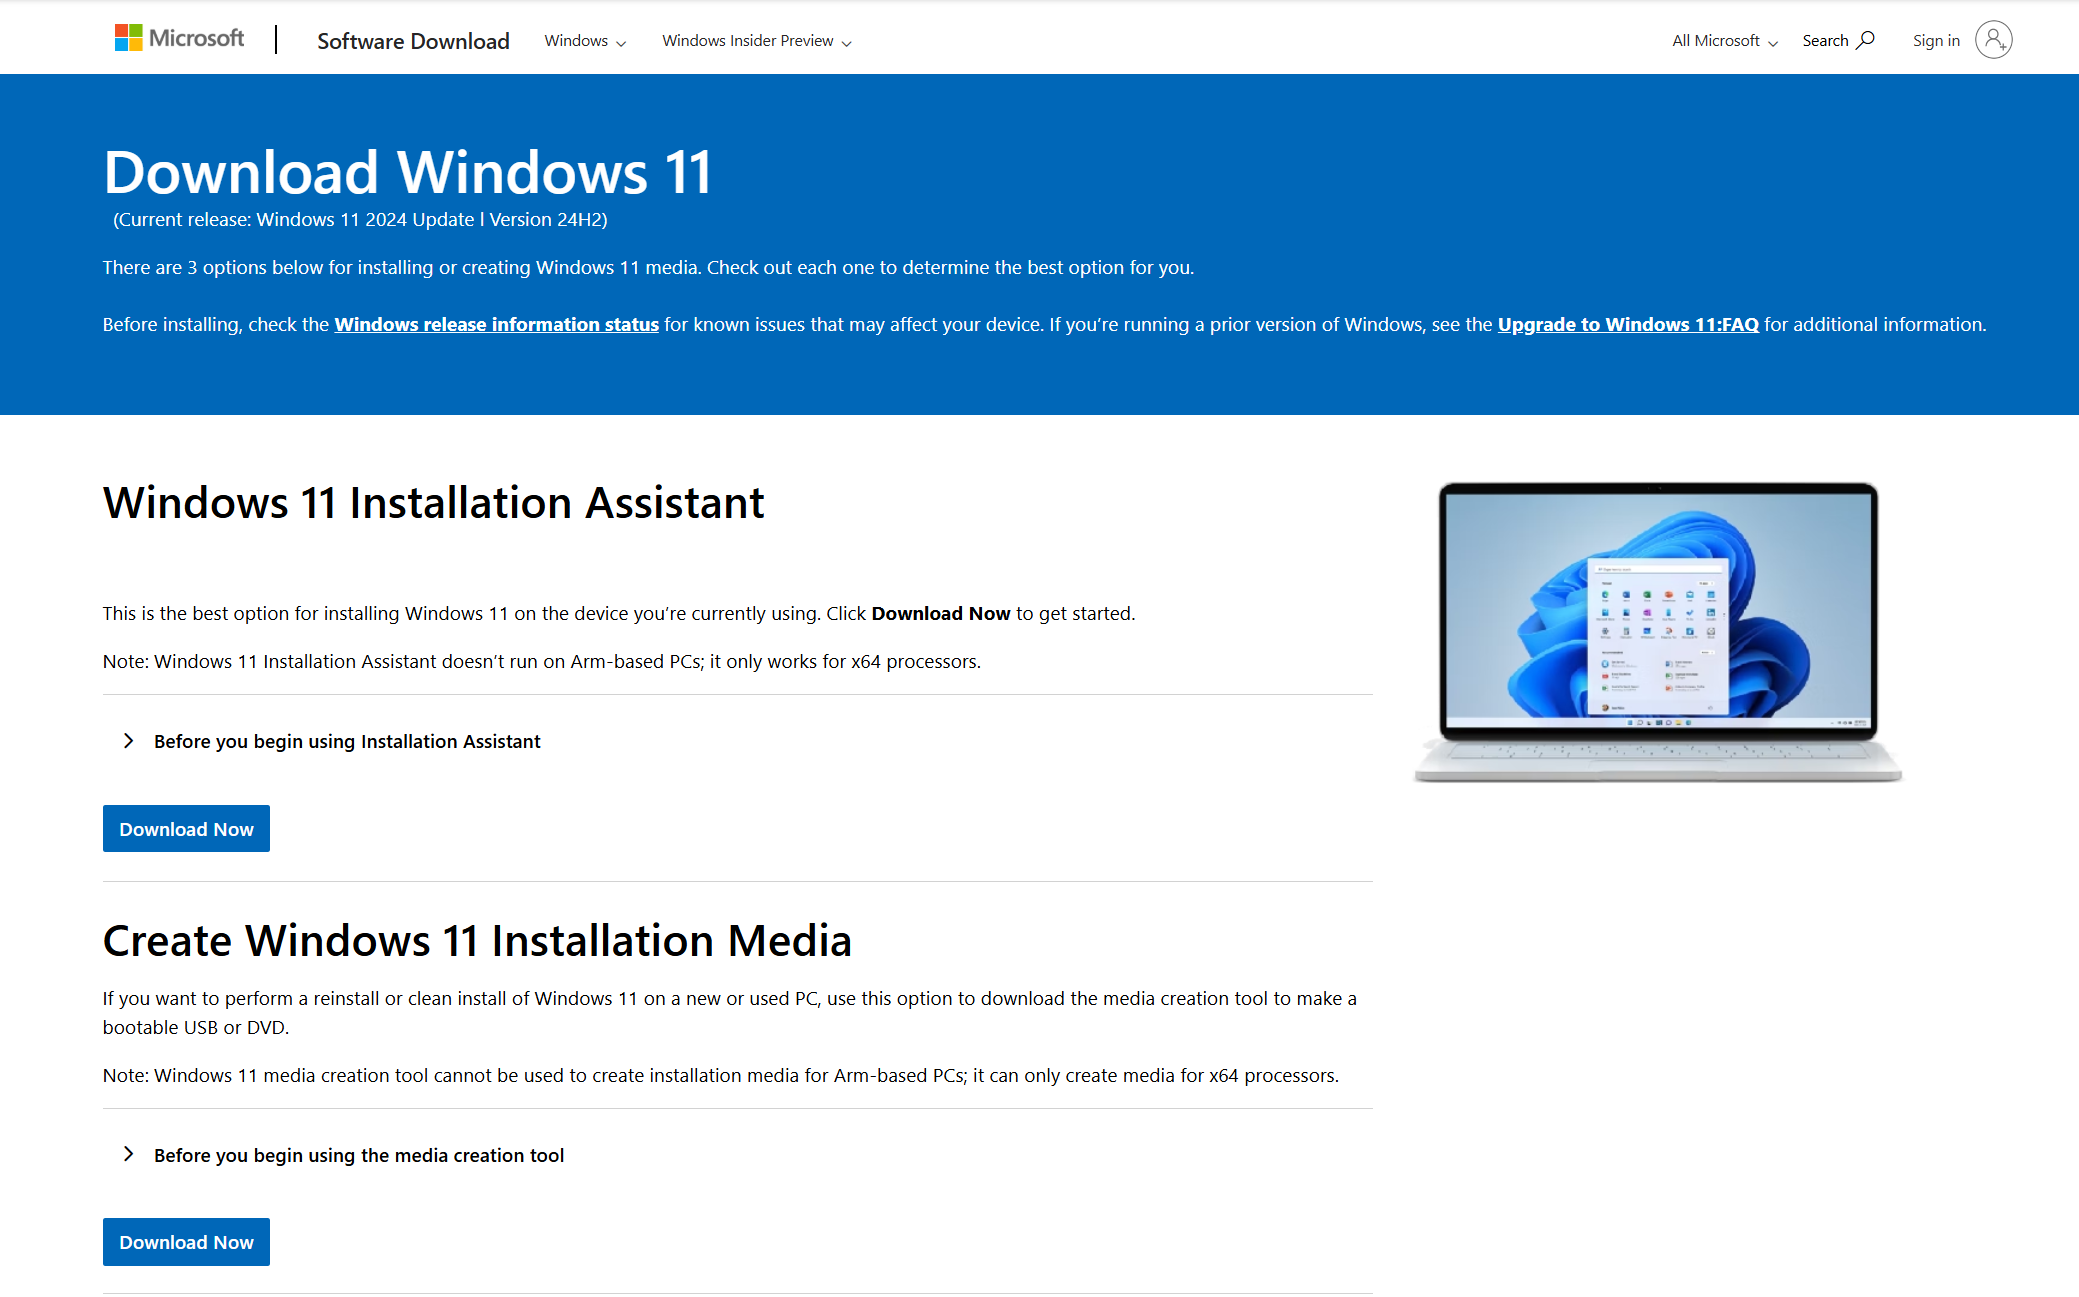 Microsoft
Software Download
Windows
Windows Insider Preview
All Microsoft
Search
Sign in
Download Windows 11
(Current release: Windows 11 2024 Update l Version 24H2)
There are 3 options below for installing or creating Windows 11 media. Check out each one to determine the best option for you.
Before installing, check the Windows release information status for known issues that may affect your device. If you’re running a prior version of Windows, see the Upgrade to Windows 11:FAQ for additional information.
Windows 11 Installation Assistant
This is the best option for installing Windows 11 on the device you’re currently using. Click Download Now to get started.
Note: Windows 11 Installation Assistant doesn’t run on Arm-based PCs; it only works for x64 processors.
Before you begin using Installation Assistant
Download Now
Create Windows 11 Installation Media
If you want to perform a reinstall or clean install of Windows 11 on a new or used PC, use this option to download the media creation tool to make a
bootable USB or DVD.
Note: Windows 11 media creation tool cannot be used to create installation media for Arm-based PCs; it can only create media for x64 processors.
Before you begin using the media creation tool
Download Now